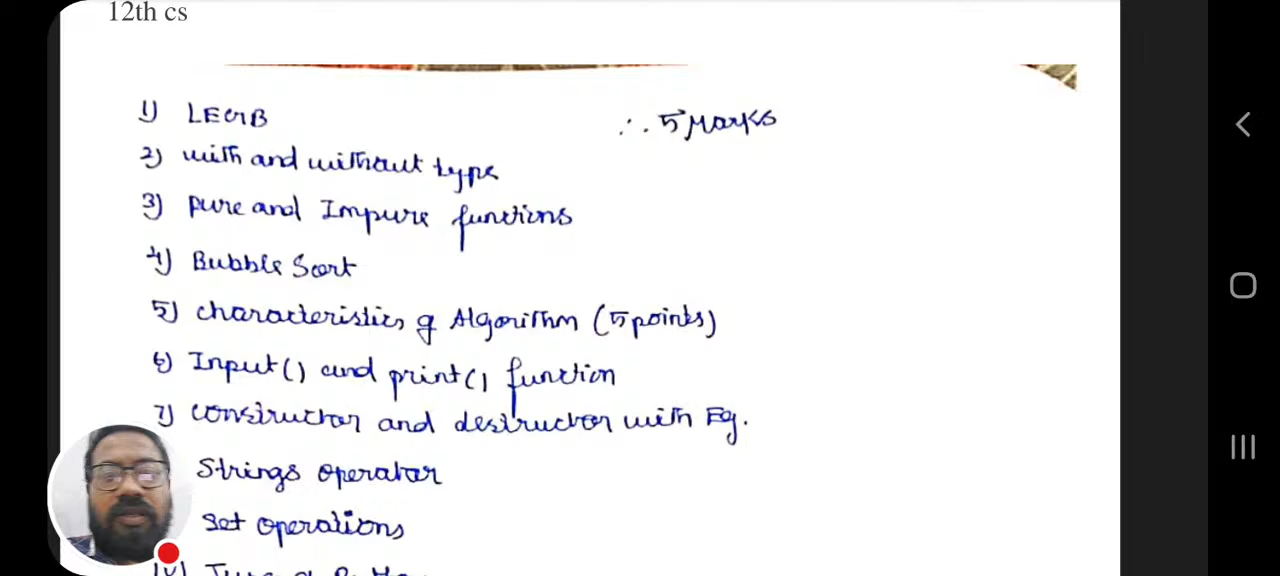 12th cs
1) LEGB ∴ 5 Marks
2) with and without type
3) pure and Impure functions
4) Bubble Sort
5) characteristics of Algorithm (5 points)
6) Input() and print() function
7) constructor and destructor with Eg.
Strings operator
Set operations